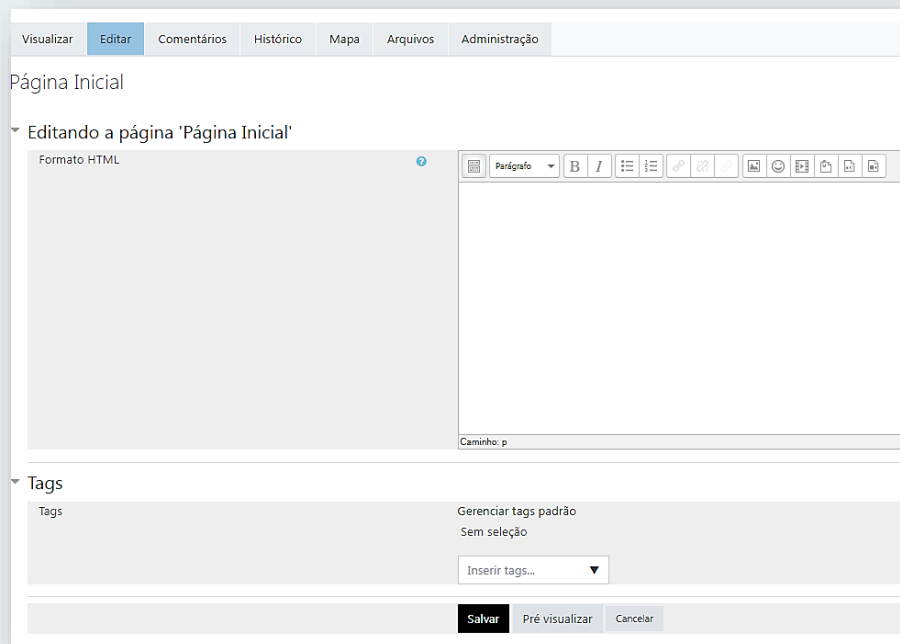 Visualizar Editar Comentários Histórico Mapa Arquivos Administração
Página Inicial
Editando a página 'Página Inicial'
Formato HTML ?
Parágrafo B I
Caminho: p
Tags
Tags Gerenciar tags padrão
Sem seleção
Inserir tags...
Salvar Pré visualizar Cancelar